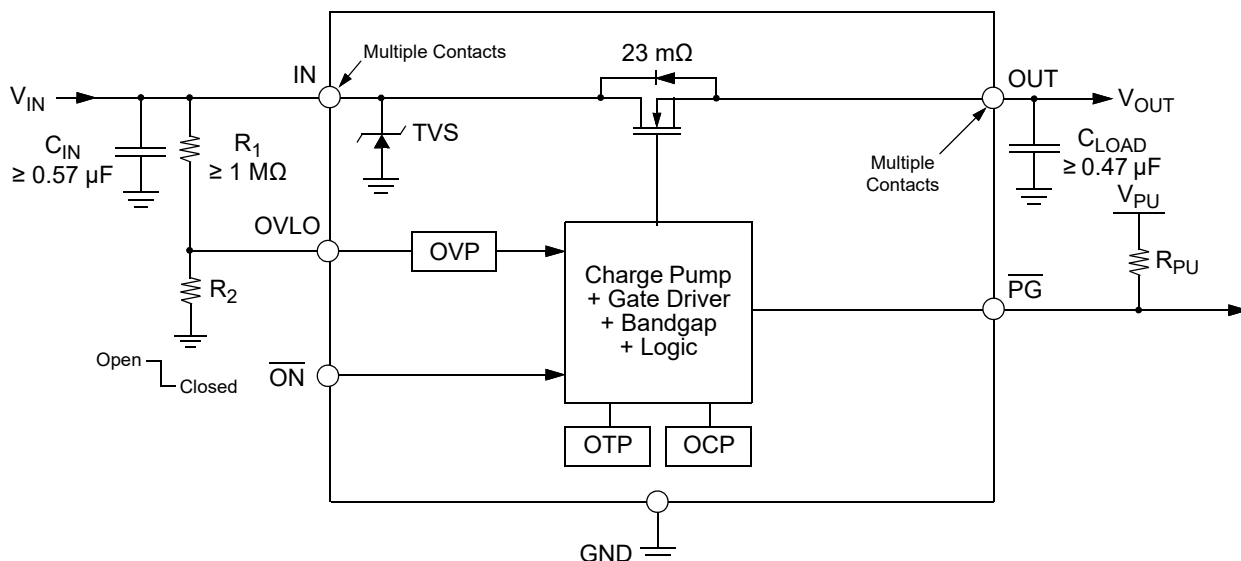 Multiple Contacts
23 mΩ
IN
OUT
V_IN
V_OUT
TVS
C_IN
≥ 0.57 µF
R_1
≥ 1 MΩ
Multiple
Contacts
C_LOAD
≥ 0.47 µF
V_PU
OVLO
OVP
R_PU
Charge Pump
+ Gate Driver
+ Bandgap
+ Logic
R_2
P̅G̅
Open
Closed
O̅N̅
OTP
OCP
GND